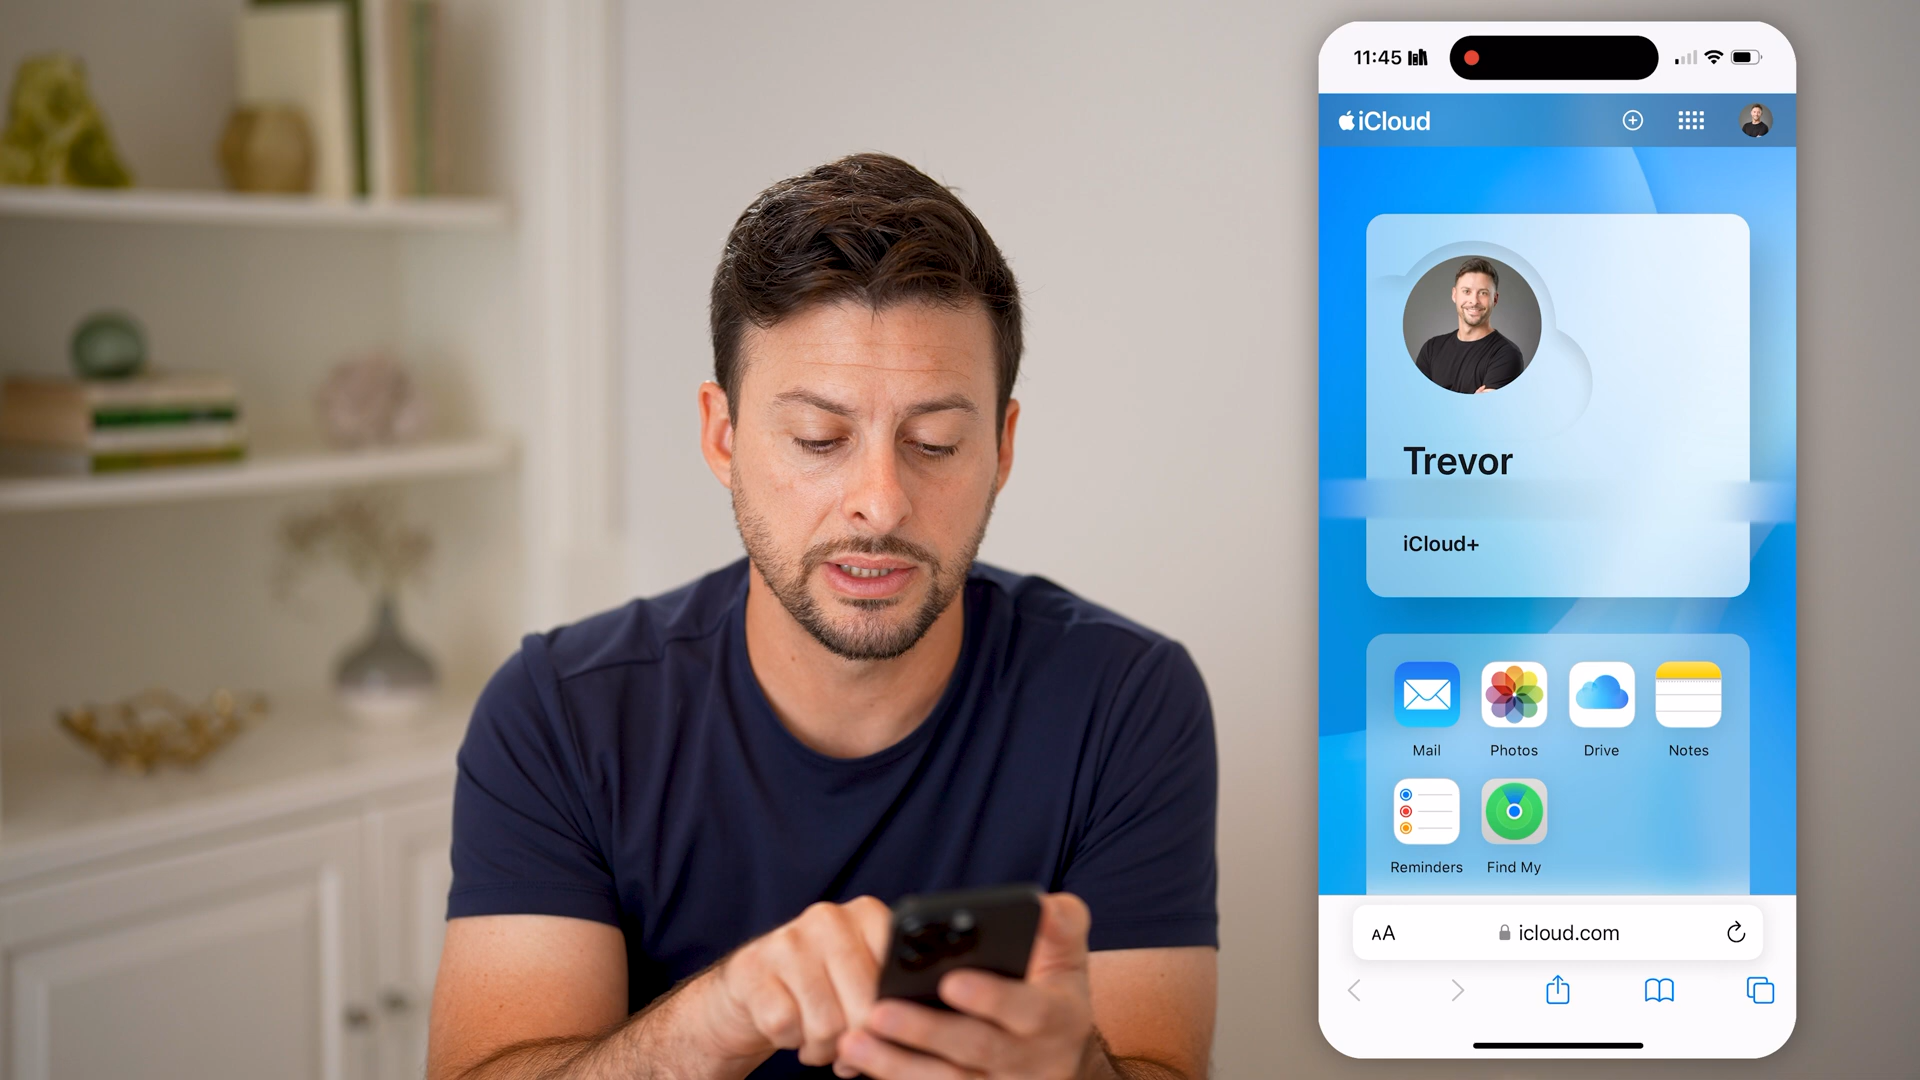 11:45
iCloud
Trevor
iCloud+
Mail Photos Drive Notes
Reminders Find My
AA icloud.com